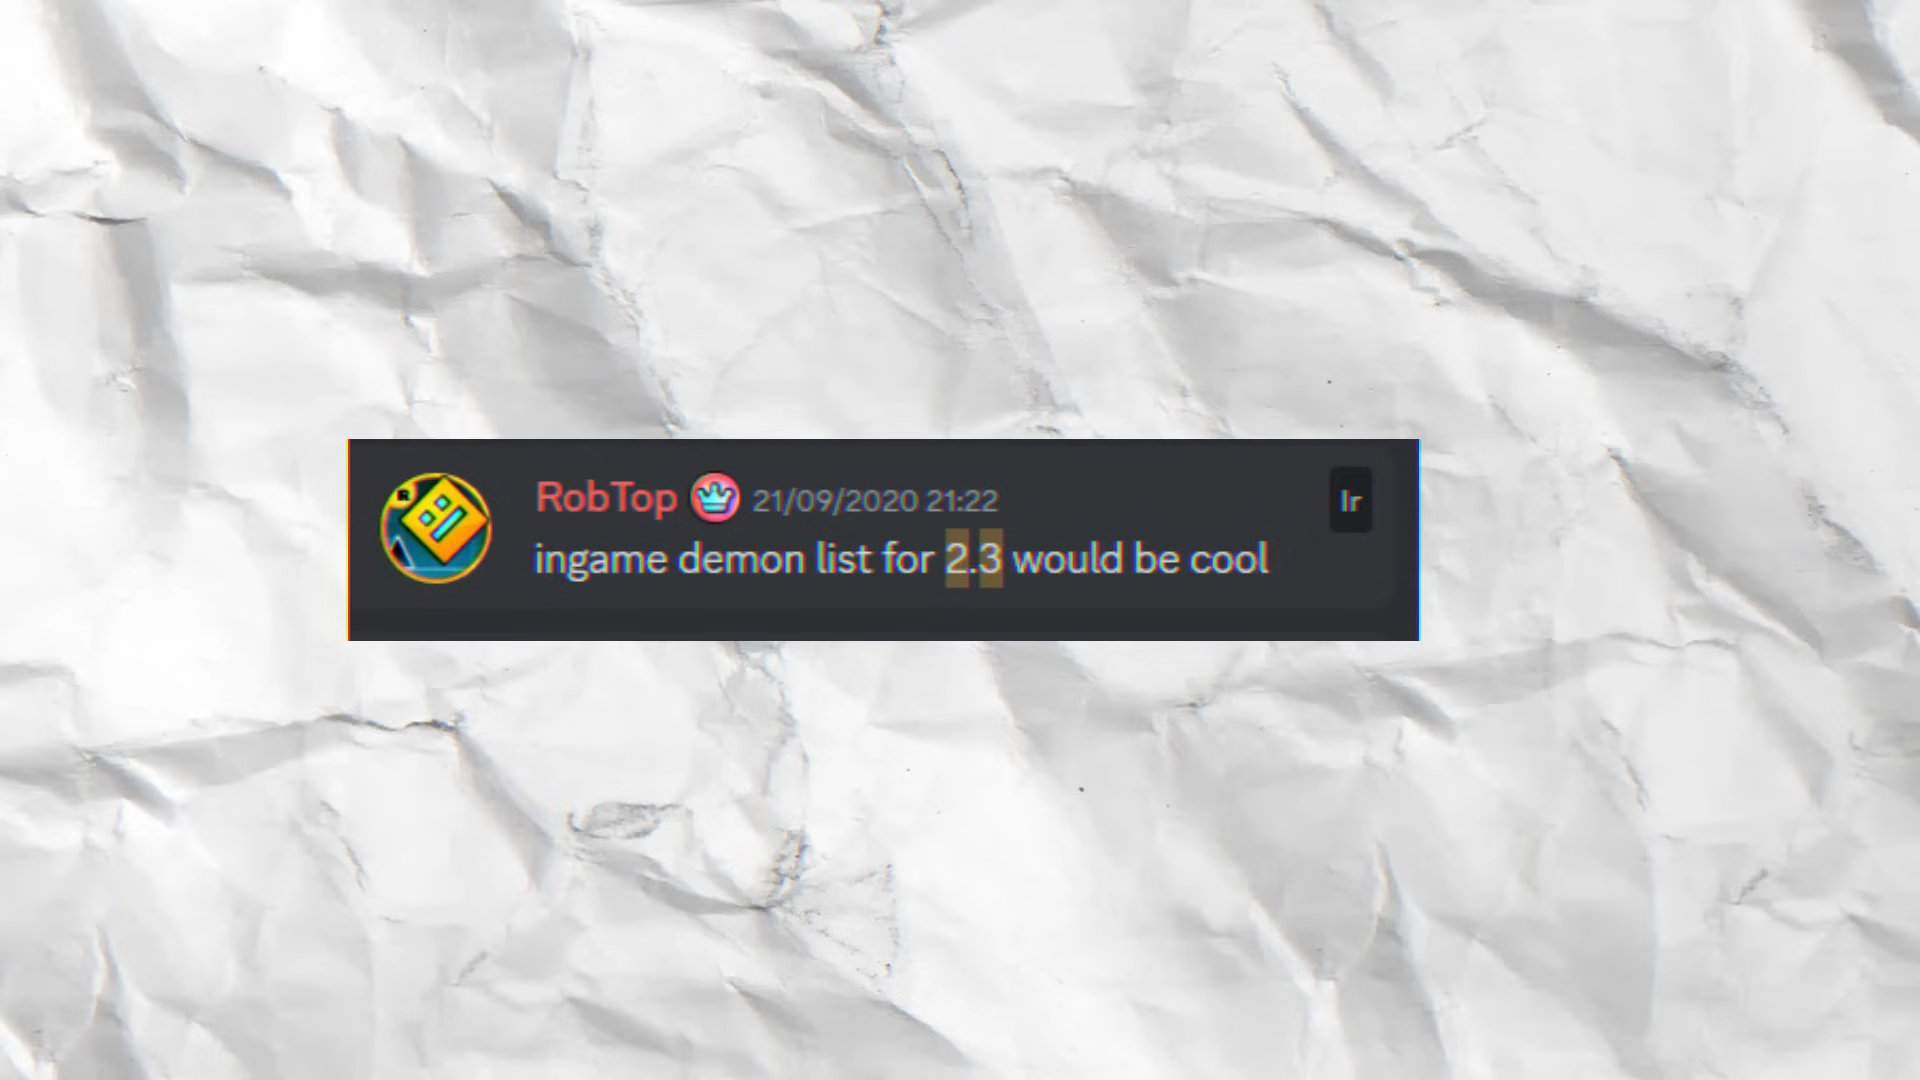 RobTop 21/09/2020 21:22
Ir
ingame demon list for 2.3 would be cool